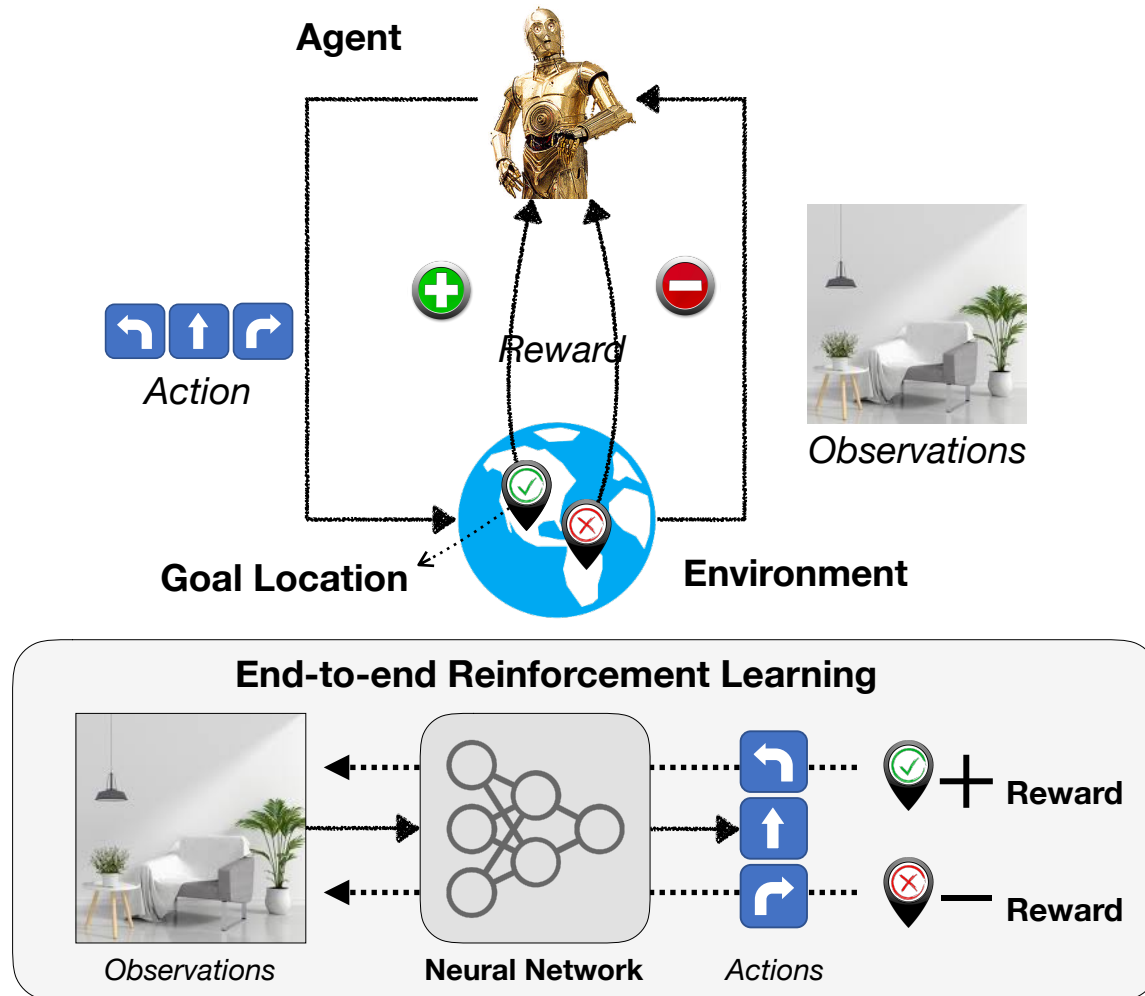 Agent
Reward
Action
Observations
Goal Location
Environment
End-to-end Reinforcement Learning
Reward
Reward
Observations
Neural Network
Actions